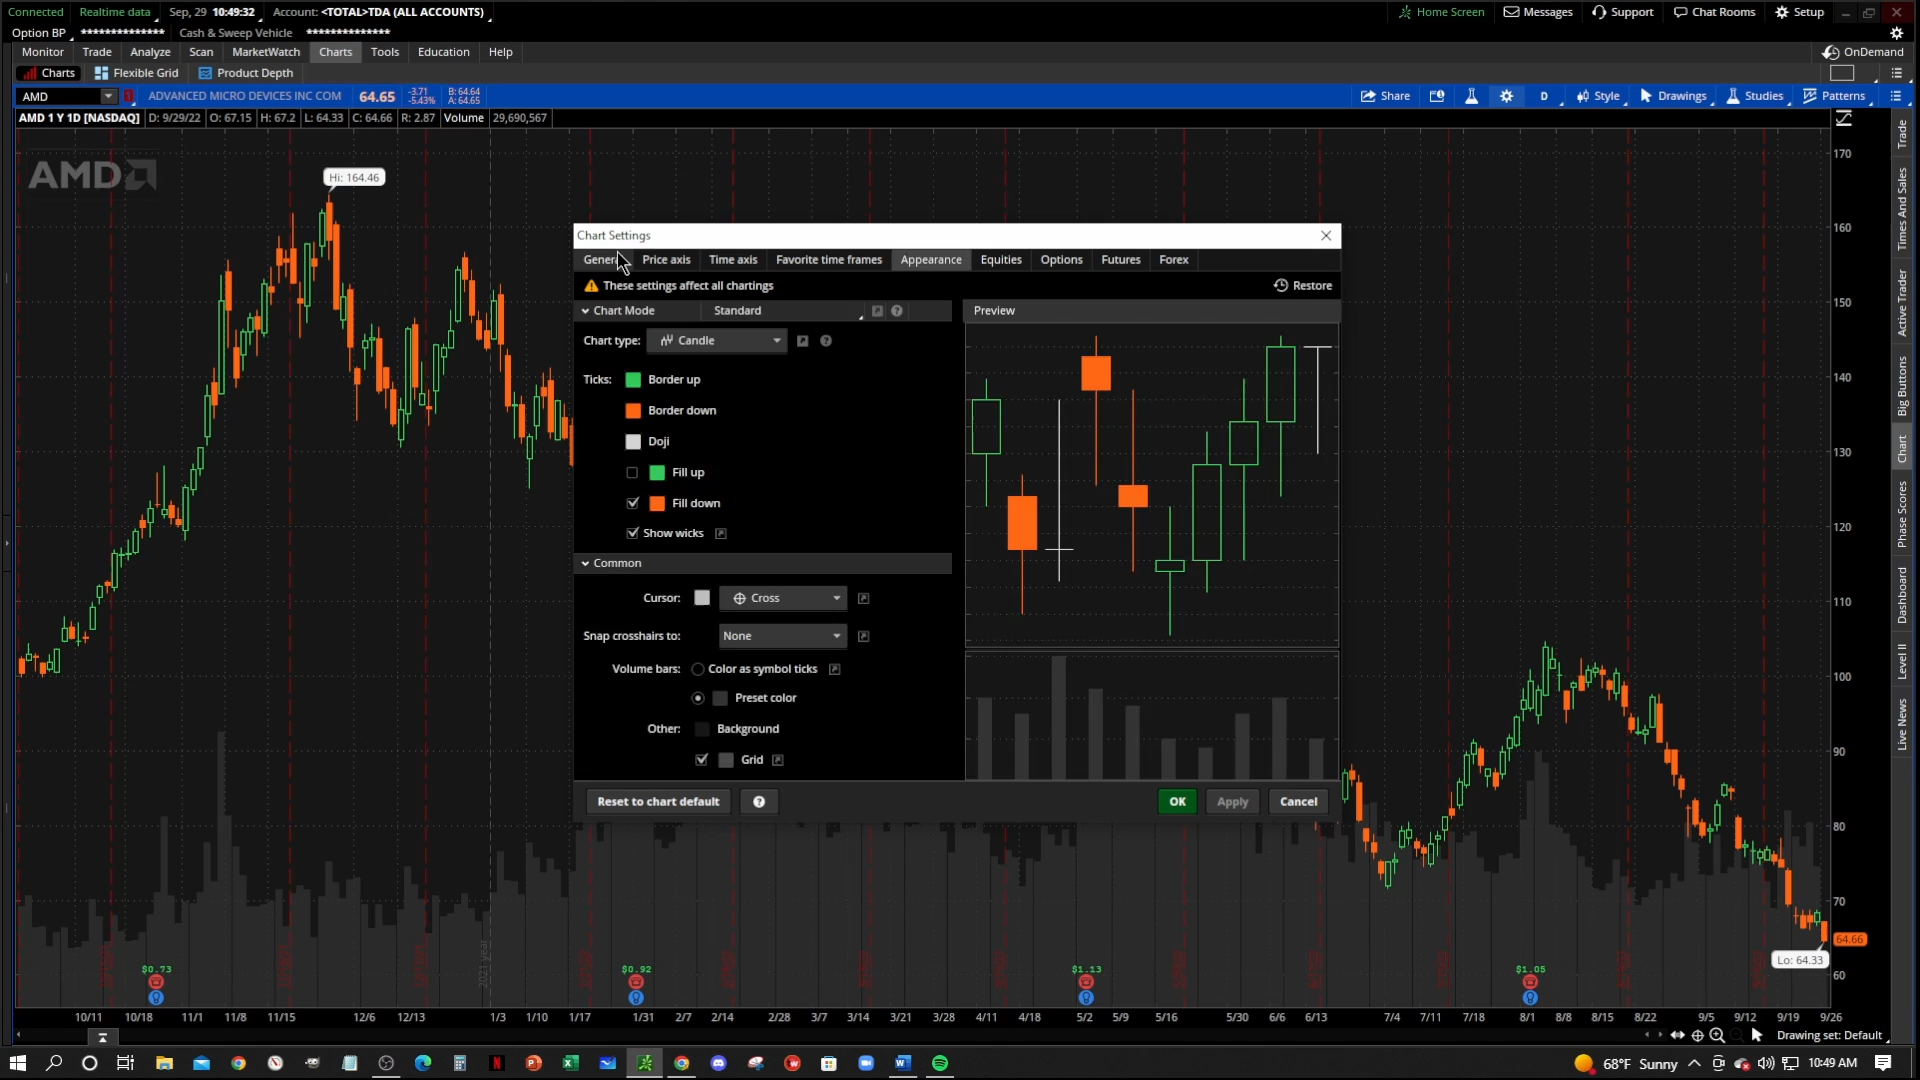 Connected Realtime data Sep, 29 10:49:32 Account: <TOTAL>TDA (ALL ACCOUNTS) Home Screen Messages Support Chat Rooms Setup
Option BP ************** Cash & Sweep Vehicle **************
Monitor Trade Analyze Scan MarketWatch Charts Tools Education Help OnDemand
Charts Flexible Grid Product Depth
AMD ADVANCED MICRO DEVICES INC COM 64.65 -3.71 B: 64.64 Share D Style Drawings Studies Patterns
-5.43% A: 64.65
AMD 1 Y 1D [NASDAQ] D: 9/29/22 O: 67.15 H: 67.2 L: 64.33 C: 64.66 R: 2.87 Volume 29,690,567
AMD
Hi: 164.46
170
160
150
140
130
120
110
100
90
80
70
64.66
60
Lo: 64.33
Chart Settings
General Price axis Time axis Favorite time frames Appearance Equities Options Futures Forex
These settings affect all chartings Restore
Chart Mode Standard Preview
Chart type: Candle
Ticks: Border up
Border down
Doji
Fill up
Fill down
Show wicks
Common
Cursor: Cross
Snap crosshairs to: None
Volume bars: Color as symbol ticks
Preset color
Other: Background
Grid
Reset to chart default OK Apply Cancel
2021 year
$0.73 $0.92 $1.13 $1.05
10/11 10/18 11/1 11/8 11/15 12/6 12/13 1/3 1/10 1/17 1/31 2/7 2/14 2/28 3/7 3/14 3/21 3/28 4/11 4/18 5/2 5/9 5/16 5/30 6/6 6/13 7/4 7/11 7/18 8/1 8/8 8/15 8/22 9/5 9/12 9/19 9/26
Drawing set: Default
Trade
Times And Sales
Active Trader
Big Buttons
Chart
Phase Scores
Dashboard
Level II
Live News
68°F Sunny 10:49 AM